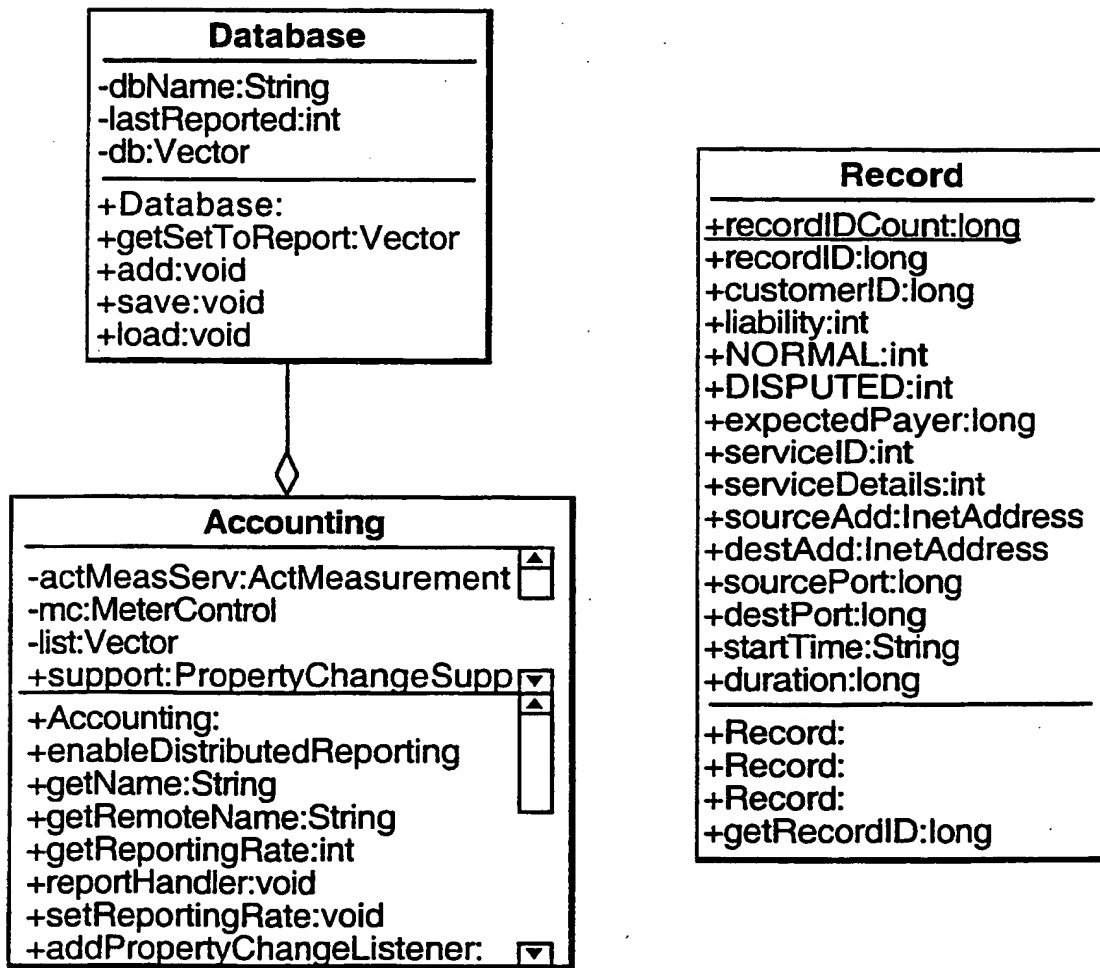 Database
-dbName:String
-lastReported:int
-db:Vector
+Database:
+getSetToReport:Vector
+add:void
+save:void
+load:void
Accounting
-actMeasServ:ActMeasurement
-mc:MeterControl
-list:Vector
+support:PropertyChangeSupp
+Accounting:
+enableDistributedReporting
+getName:String
+getRemoteName:String
+getReportingRate:int
+reportHandler:void
+setReportingRate:void
+addPropertyChangeListener:
Record
+recordIDCount:long
+recordID:long
+customerID:long
+liability:int
+NORMAL:int
+DISPUTED:int
+expectedPayer:long
+serviceID:int
+serviceDetails:int
+sourceAdd:InetAddress
+destAdd:InetAddress
+sourcePort:long
+destPort:long
+startTime:String
+duration:long
+Record:
+Record:
+Record:
+getRecordID:long